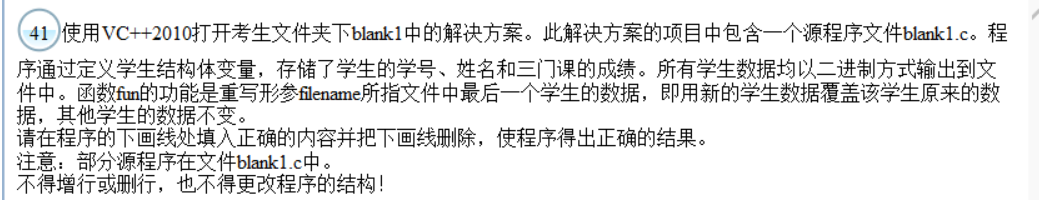 41 使用VC++2010打开考生文件夹下blank1中的解决方案。此解决方案的项目中包含一个源程序文件blank1.c。程
序通过定义学生结构体变量，存储了学生的学号、姓名和三门课的成绩。所有学生数据均以二进制方式输出到文
件中。函数fun的功能是重写形参filename所指文件中最后一个学生的数据，即用新的学生数据覆盖该学生原来的数
据，其他学生的数据不变。
请在程序的下画线处填入正确的内容并把下画线删除，使程序得出正确的结果。
注意：部分源程序在文件blank1.c中。
不得增行或删行，也不得更改程序的结构！